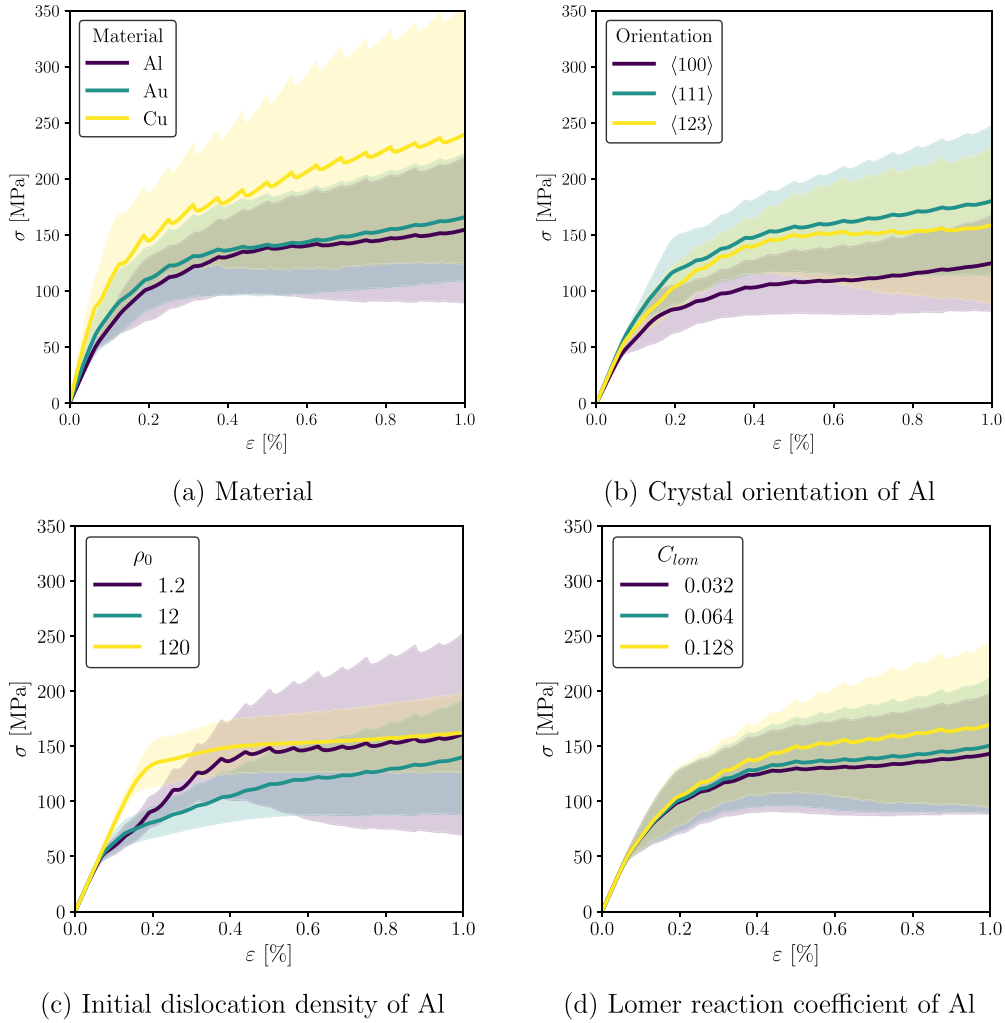 350
300
250
200
150
100
50
0
σ [MPa]
Material
Al
Au
Cu
0.0 0.2 0.4 0.6 0.8 1.0
ε [%]
(a) Material
350
300
250
200
150
100
50
0
σ [MPa]
Orientation
⟨100⟩
⟨111⟩
⟨123⟩
0.0 0.2 0.4 0.6 0.8 1.0
ε [%]
(b) Crystal orientation of Al
350
300
250
200
150
100
50
0
σ [MPa]
ρ₀
1.2
12
120
0.0 0.2 0.4 0.6 0.8 1.0
ε [%]
(c) Initial dislocation density of Al
350
300
250
200
150
100
50
0
σ [MPa]
C_lom
0.032
0.064
0.128
0.0 0.2 0.4 0.6 0.8 1.0
ε [%]
(d) Lomer reaction coefficient of Al